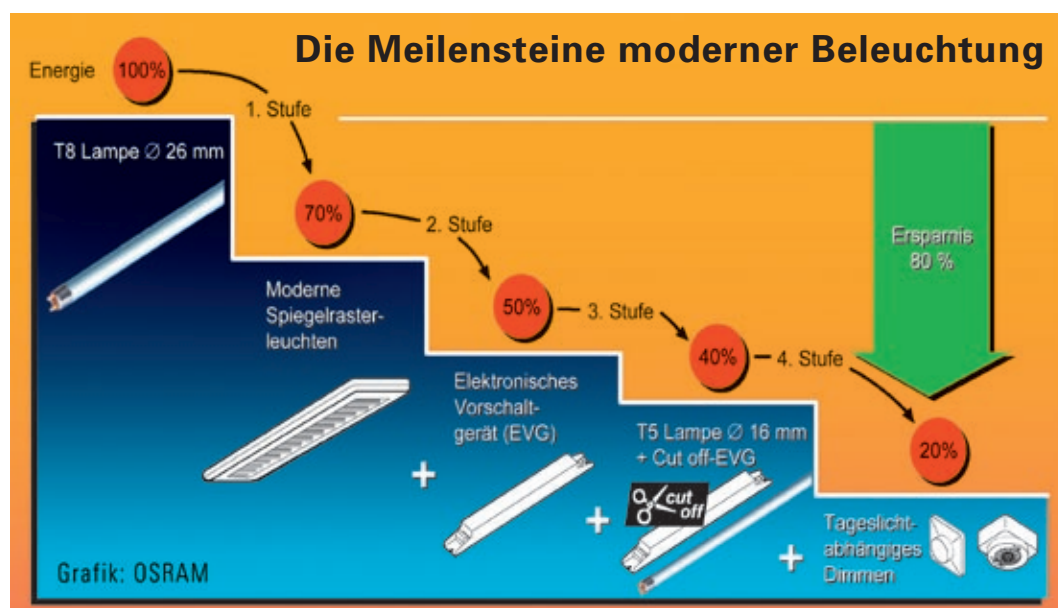 Die Meilensteine moderner Beleuchtung
Energie 100%
1. Stufe
T8 Lampe ∅ 26 mm
70%
2. Stufe
Moderne
Spiegelraster-
leuchten
50%
3. Stufe
Elektronisches
Vorschalt-
gerät (EVG)
40%
4. Stufe
T5 Lampe ∅ 16 mm
+ Cut off-EVG
cut
off
Ersparnis
80 %
20%
Tageslicht-
abhängiges
Dimmen
+
+
+
Grafik: OSRAM